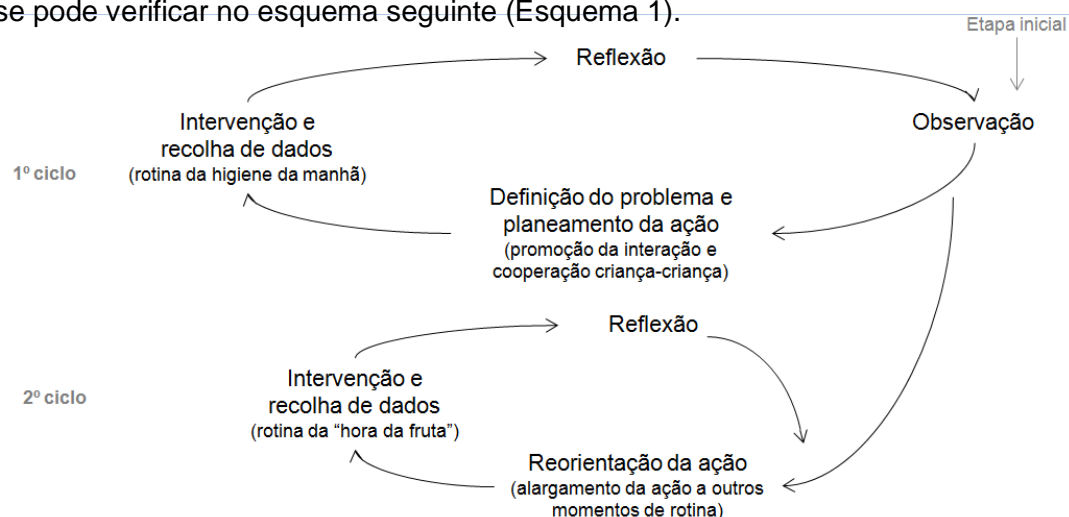 se pode verificar no esquema seguinte (Esquema 1).
Etapa inicial
Reflexão
Observação
Intervenção e
recolha de dados
(rotina da higiene da manhã)
1º ciclo
Definição do problema e
planeamento da ação
(promoção da interação e
cooperação criança-criança)
Reflexão
Intervenção e
recolha de dados
(rotina da “hora da fruta”)
2º ciclo
Reorientação da ação
(alargamento da ação a outros
momentos de rotina)